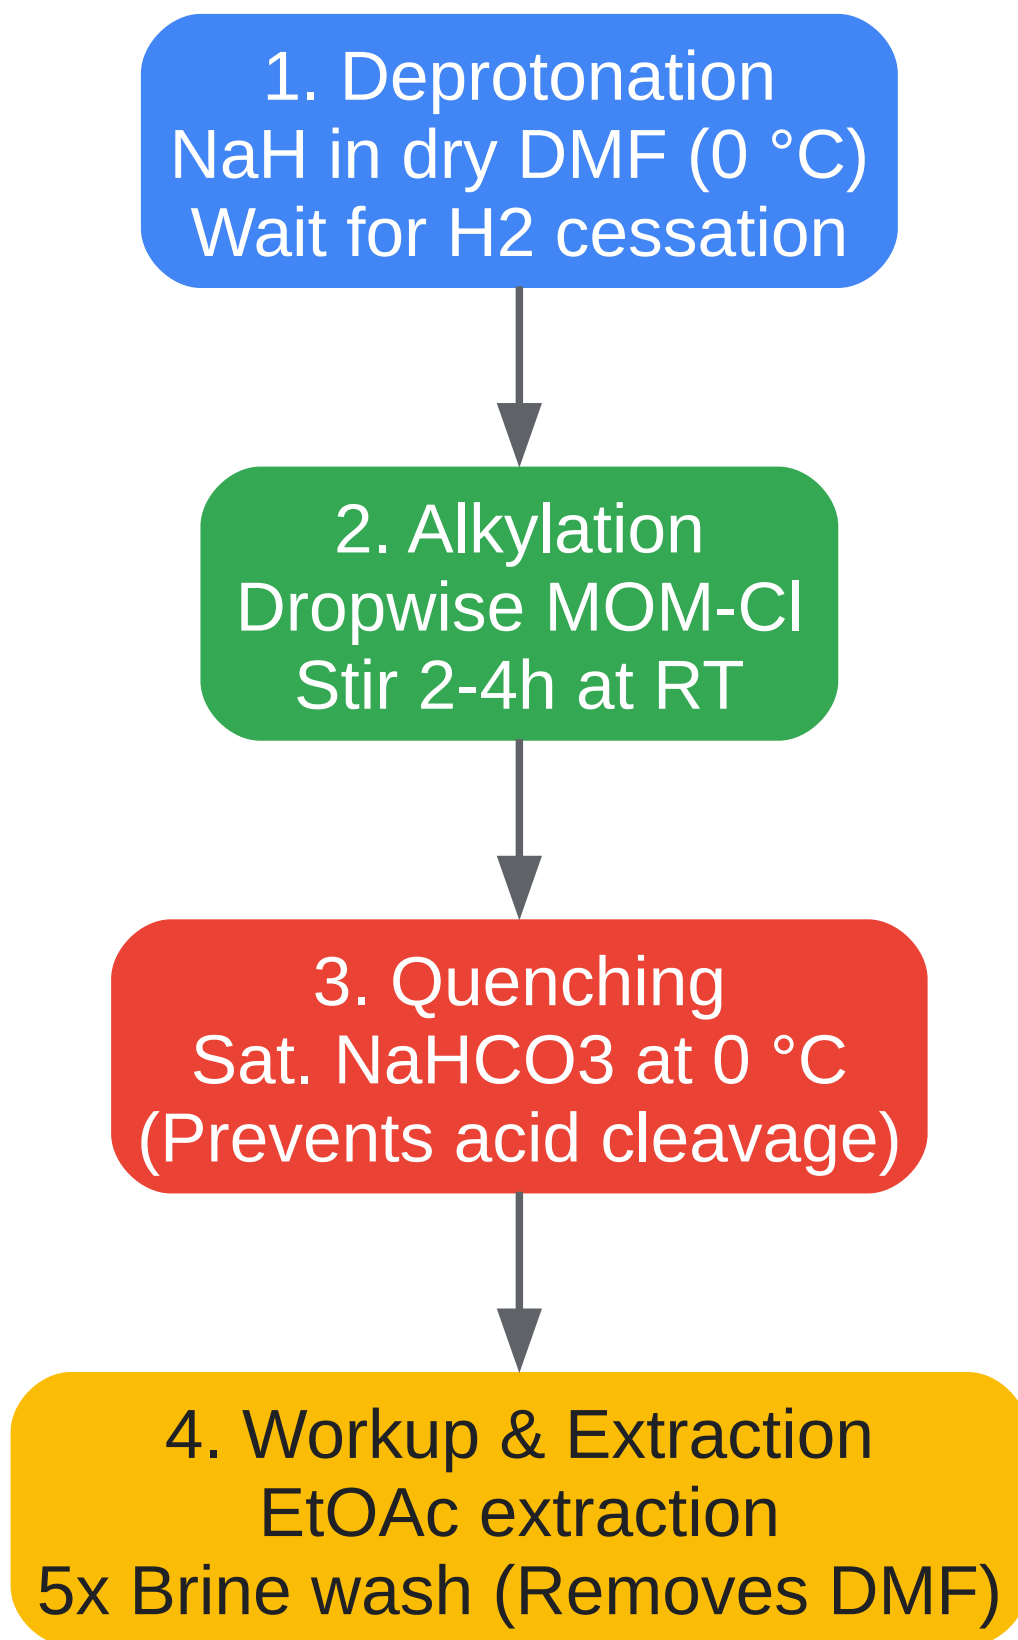 1. Deprotonation
NaH in dry DMF (0 °C)
Wait for H2 cessation
2. Alkylation
Dropwise MOM-Cl
Stir 2-4h at RT
3. Quenching
Sat. NaHCO3 at 0 °C
(Prevents acid cleavage)
4. Workup & Extraction
EtOAc extraction
5x Brine wash (Removes DMF)